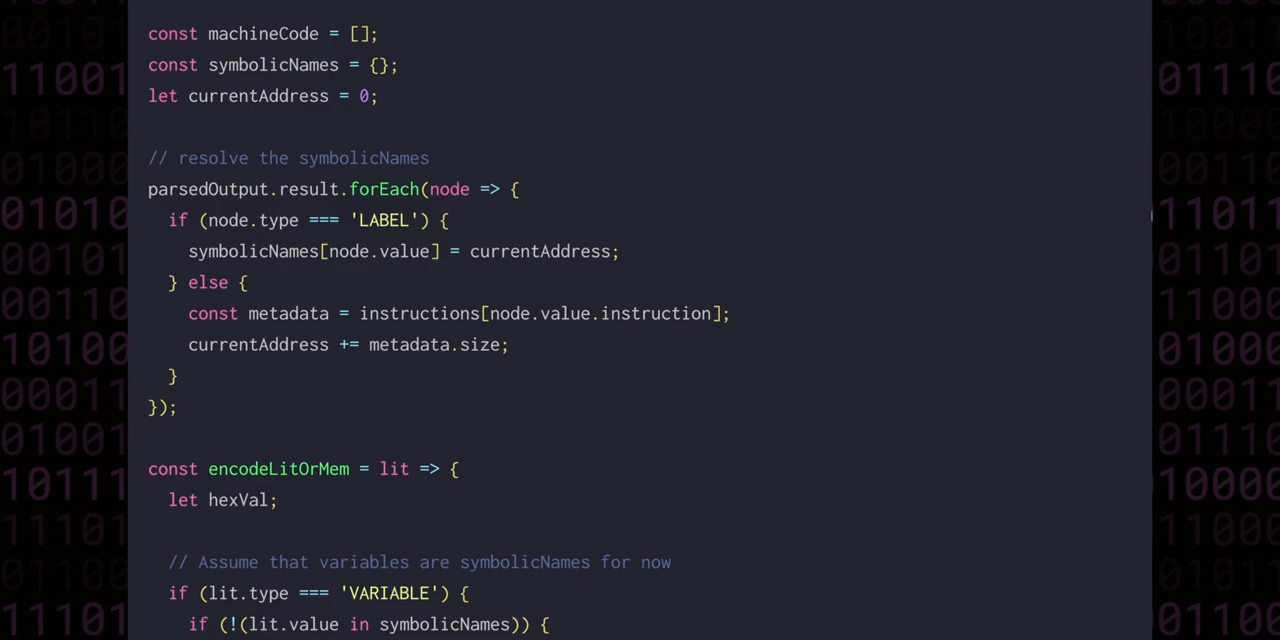 const machineCode = [];
const symbolicNames = {};
let currentAddress = 0;
// resolve the symbolicNames
parsedOutput.result.forEach(node => {
if (node.type === 'LABEL') {
symbolicNames[node.value] = currentAddress;
} else {
const metadata = instructions[node.value.instruction];
currentAddress += metadata.size;
}
});
const encodeLitOrMem = lit => {
let hexVal;
// Assume that variables are symbolicNames for now
if (lit.type === 'VARIABLE') {
if (!(lit.value in symbolicNames)) {